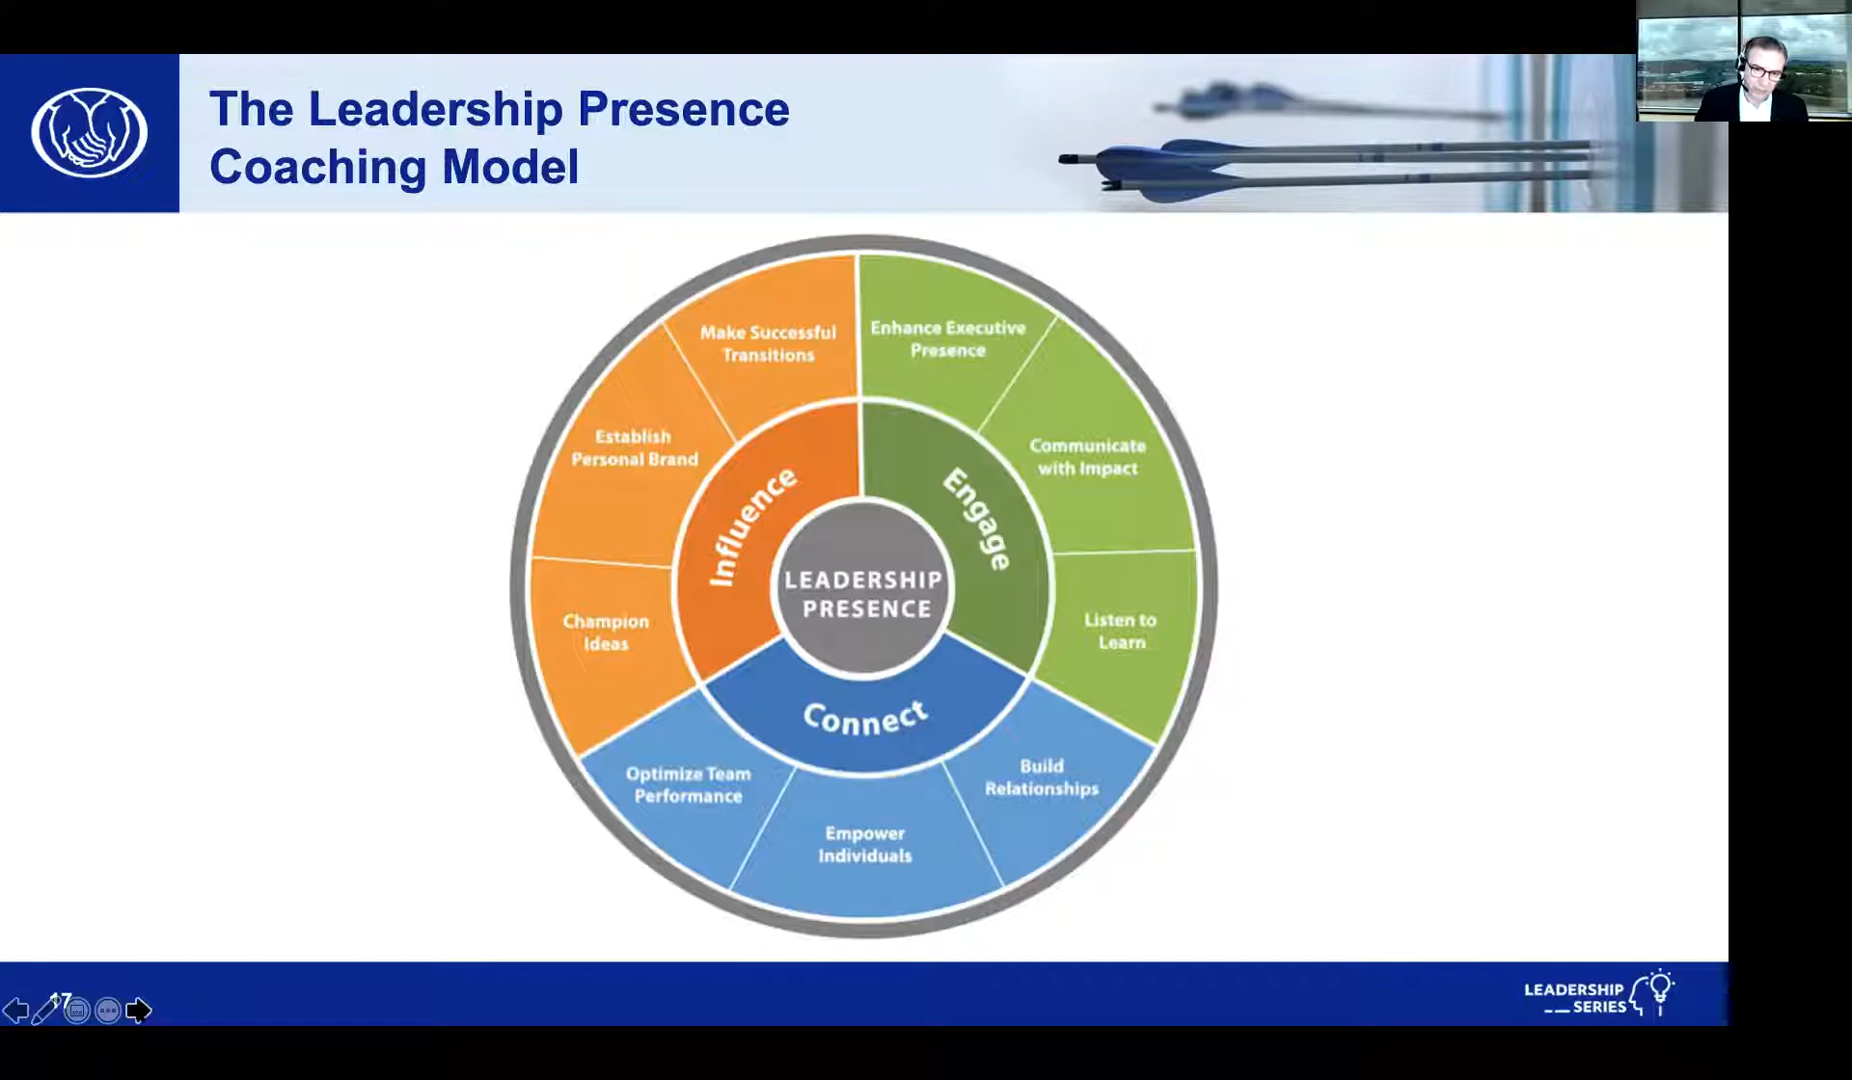 The Leadership Presence
Coaching Model
Make Successful
Transitions
Enhance Executive
Presence
Establish
Personal Brand
Communicate
with Impact
Influence
Engage
LEADERSHIP
PRESENCE
Champion
Ideas
Listen to
Learn
Connect
Optimize Team
Performance
Build
Relationships
Empower
Individuals
17
LEADERSHIP
SERIES